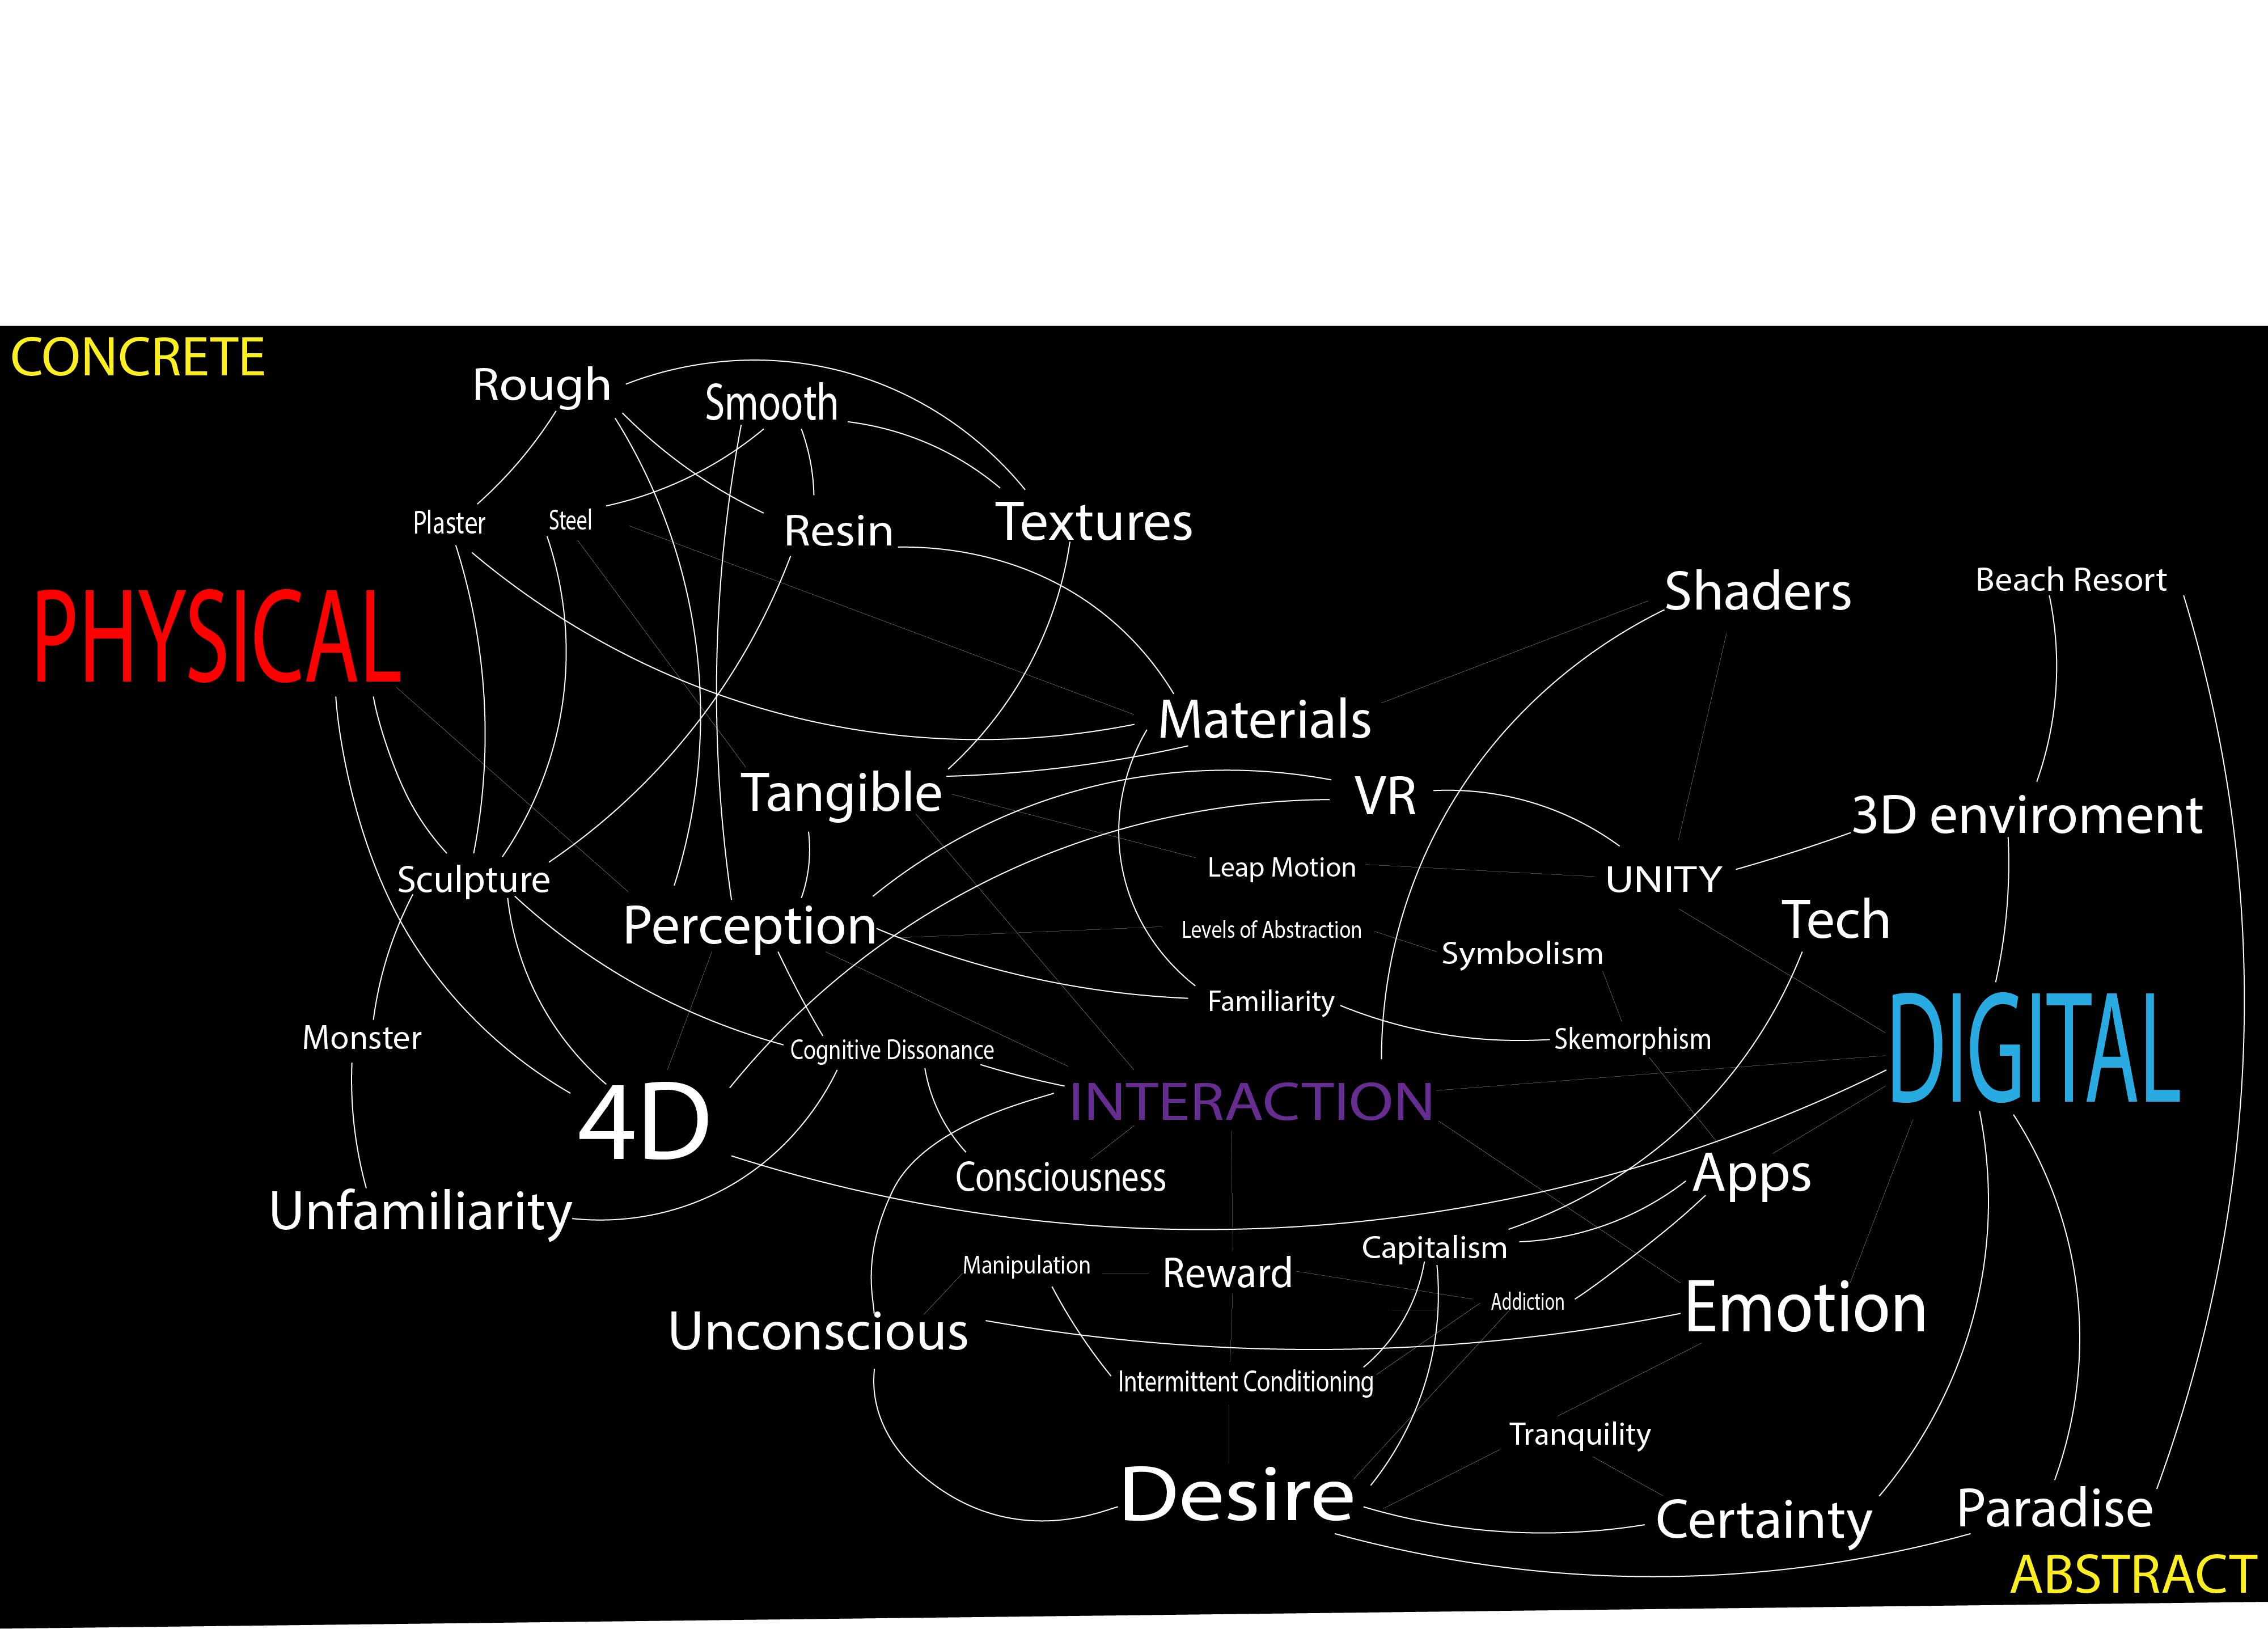 CONCRETE
Rough
Smooth
Plaster
Steel
Resin
Textures
PHYSICAL
Shaders
Beach Resort
Materials
Tangible
VR
3D enviroment
Leap Motion
UNITY
Sculpture
Perception
Tech
Levels of Abstraction
Symbolism
Familiarity
Monster
Cognitive Dissonance
Skemorphism
DIGITAL
4D
INTERACTION
Consciousness
Apps
Unfamiliarity
Manipulation
Reward
Capitalism
Addiction
Emotion
Unconscious
Intermittent Conditioning
Tranquility
Desire
Certainty
Paradise
ABSTRACT